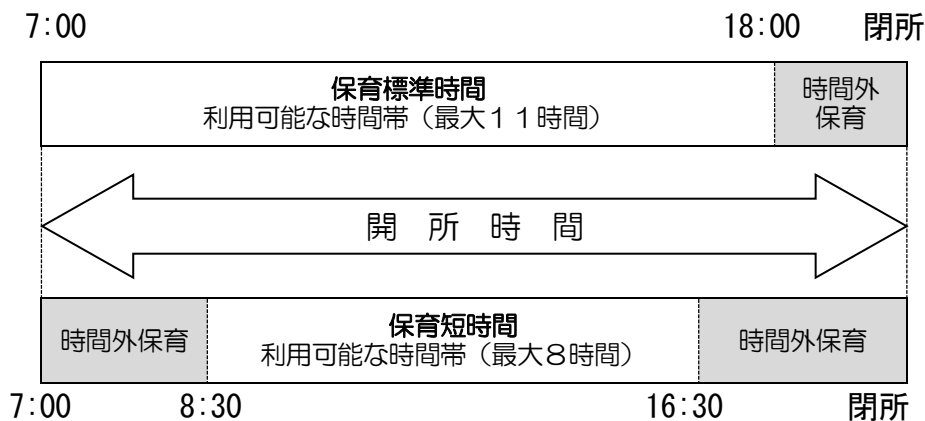 7:00 18:00 閉所
保育標準時間
利用可能な時間帯（最大１１時間）
時間外
保育
開 所 時 間
時間外保育
保育短時間
利用可能な時間帯（最大８時間）
時間外保育
7:00 8:30 16:30 閉所